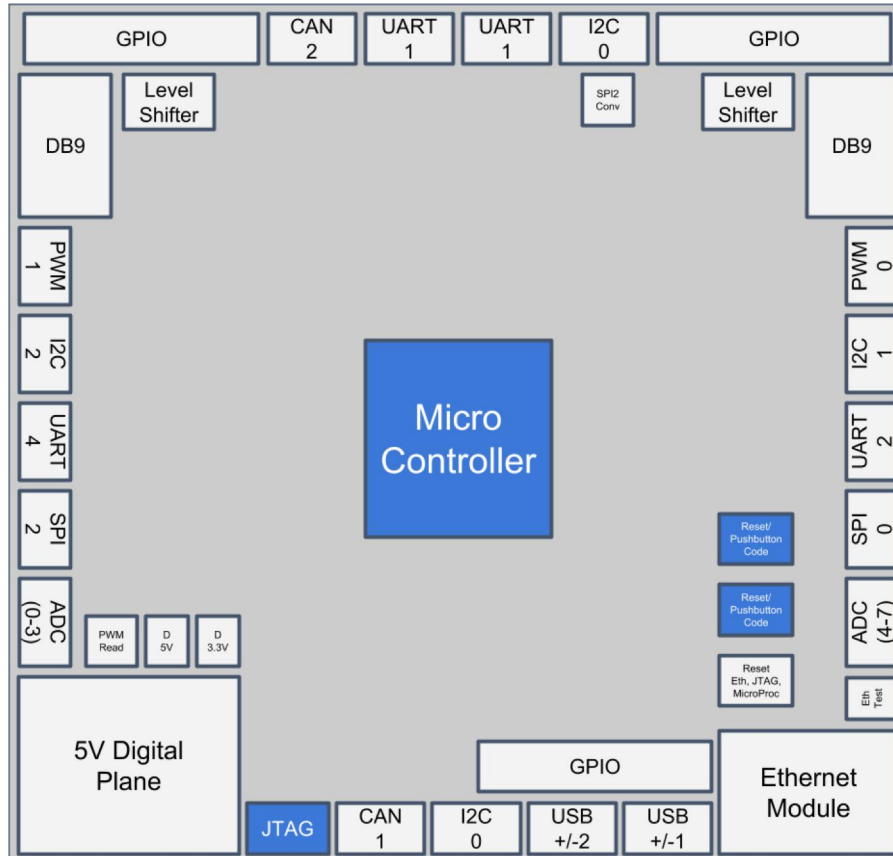 GPIO
CAN
2
UART
1
UART
1
I2C
0
GPIO
DB9
Level
Shifter
SPI2
Conv
Level
Shifter
DB9
PWM
1
PWM
0
I2C
2
I2C
1
Micro
Controller
UART
4
UART
2
SPI
2
SPI
0
Reset/
Pushbutton
Code
Reset/
Pushbutton
Code
ADC
(0-3)
ADC
(4-7)
PWM
Read
D
5V
D
3.3V
Reset
Eth, JTAG,
MicroProc
Eth
Test
5V Digital
Plane
GPIO
Ethernet
Module
JTAG
CAN
1
I2C
0
USB
+/-2
USB
+/-1